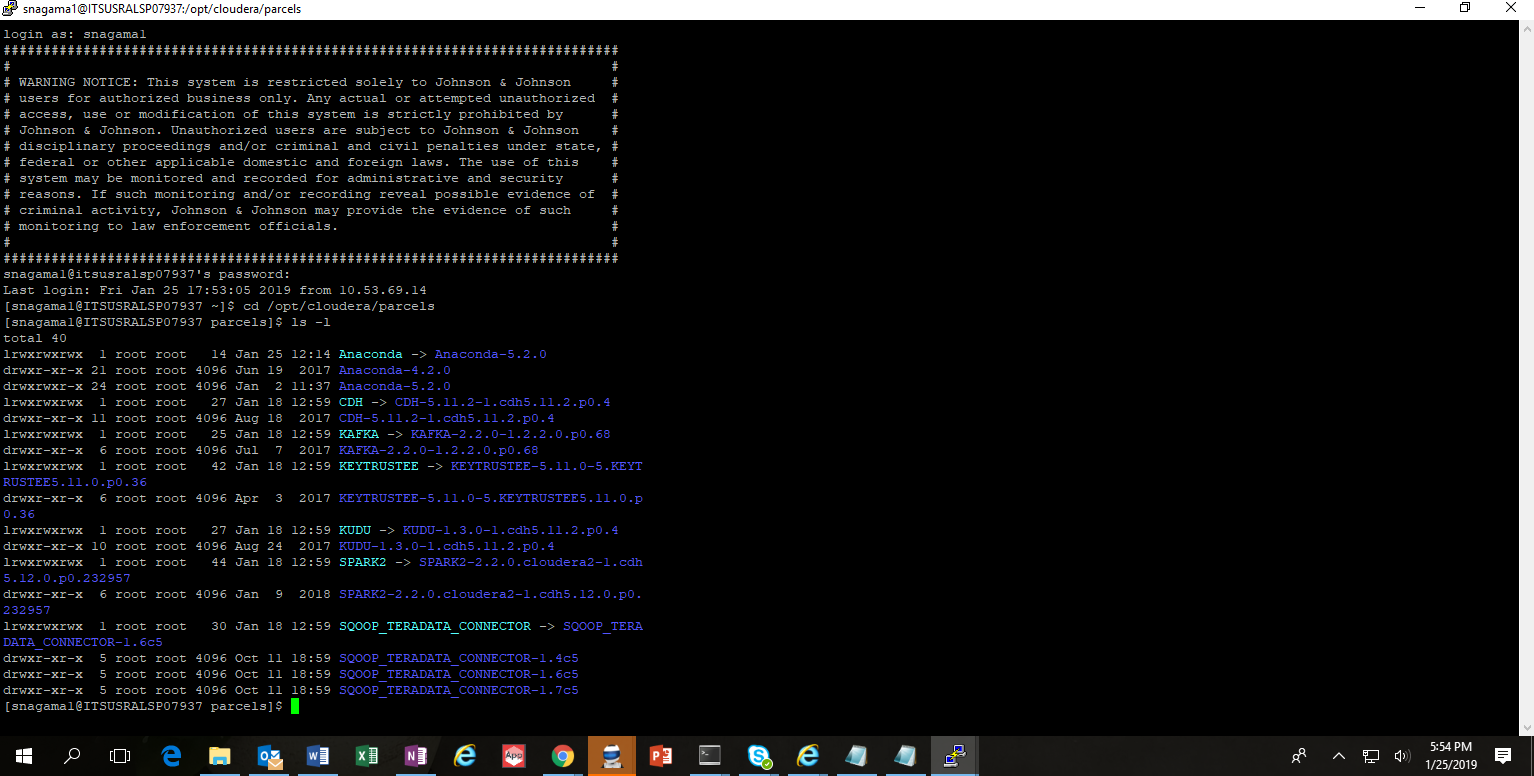 snagama1@ITSUSRALSP07937:/opt/cloudera/parcels
login as: snagama1
#############################################################################
#                                                                           #
# WARNING NOTICE: This system is restricted solely to Johnson & Johnson     #
# users for authorized business only. Any actual or attempted unauthorized  #
# access, use or modification of this system is strictly prohibited by      #
# Johnson & Johnson. Unauthorized users are subject to Johnson & Johnson    #
# disciplinary proceedings and/or criminal and civil penalties under state, #
# federal or other applicable domestic and foreign laws. The use of this    #
# system may be monitored and recorded for administrative and security      #
# reasons. If such monitoring and/or recording reveal possible evidence of  #
# criminal activity, Johnson & Johnson may provide the evidence of such     #
# monitoring to law enforcement officials.                                  #
#                                                                           #
#############################################################################
snagama1@itsusralsp07937's password:
Last login: Fri Jan 25 17:53:05 2019 from 10.53.69.14
[snagama1@ITSUSRALSP07937 ~]$ cd /opt/cloudera/parcels
[snagama1@ITSUSRALSP07937 parcels]$ ls -l
total 40
lrwxrwxrwx  1 root root   14 Jan 25 12:14 Anaconda -> Anaconda-5.2.0
drwxr-xr-x 21 root root 4096 Jun 19  2017 Anaconda-4.2.0
drwxr-xr-x 24 root root 4096 Jan  2 11:37 Anaconda-5.2.0
lrwxrwxrwx  1 root root   27 Jan 18 12:59 CDH -> CDH-5.11.2-1.cdh5.11.2.p0.4
drwxr-xr-x 11 root root 4096 Aug 18  2017 CDH-5.11.2-1.cdh5.11.2.p0.4
lrwxrwxrwx  1 root root   25 Jan 18 12:59 KAFKA -> KAFKA-2.2.0-1.2.2.0.p0.68
drwxr-xr-x  6 root root 4096 Jul  7  2017 KAFKA-2.2.0-1.2.2.0.p0.68
lrwxrwxrwx  1 root root   42 Jan 18 12:59 KEYTRUSTEE -> KEYTRUSTEE-5.11.0-5.KEYT
RUSTEE5.11.0.p0.36
drwxr-xr-x  6 root root 4096 Apr  3  2017 KEYTRUSTEE-5.11.0-5.KEYTRUSTEE5.11.0.p
0.36
lrwxrwxrwx  1 root root   27 Jan 18 12:59 KUDU -> KUDU-1.3.0-1.cdh5.11.2.p0.4
drwxr-xr-x 10 root root 4096 Aug 24  2017 KUDU-1.3.0-1.cdh5.11.2.p0.4
lrwxrwxrwx  1 root root   44 Jan 18 12:59 SPARK2 -> SPARK2-2.2.0.cloudera2-1.cdh
5.12.0.p0.232957
drwxr-xr-x  6 root root 4096 Jan  9  2018 SPARK2-2.2.0.cloudera2-1.cdh5.12.0.p0.
232957
lrwxrwxrwx  1 root root   30 Jan 18 12:59 SQOOP_TERADATA_CONNECTOR -> SQOOP_TERA
DATA_CONNECTOR-1.6c5
drwxr-xr-x  5 root root 4096 Oct 11 18:59 SQOOP_TERADATA_CONNECTOR-1.4c5
drwxr-xr-x  5 root root 4096 Oct 11 18:59 SQOOP_TERADATA_CONNECTOR-1.6c5
drwxr-xr-x  5 root root 4096 Oct 11 18:59 SQOOP_TERADATA_CONNECTOR-1.7c5
[snagama1@ITSUSRALSP07937 parcels]$
App
5:54 PM
1/25/2019